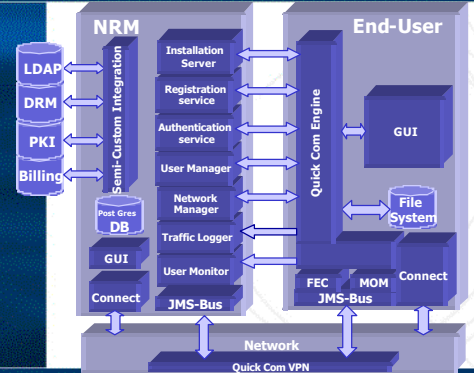 NRM
End-User
LDAP
DRM
PKI
Billing
Semi-Custom Integration
Post Gres
DB
GUI
Connect
Installation
Server
Registration
service
Authentication
service
User Manager
Network
Manager
Traffic Logger
User Monitor
JMS-Bus
Quick Com Engine
GUI
File
System
FEC
MOM
Connect
JMS-Bus
Network
Quick Com VPN